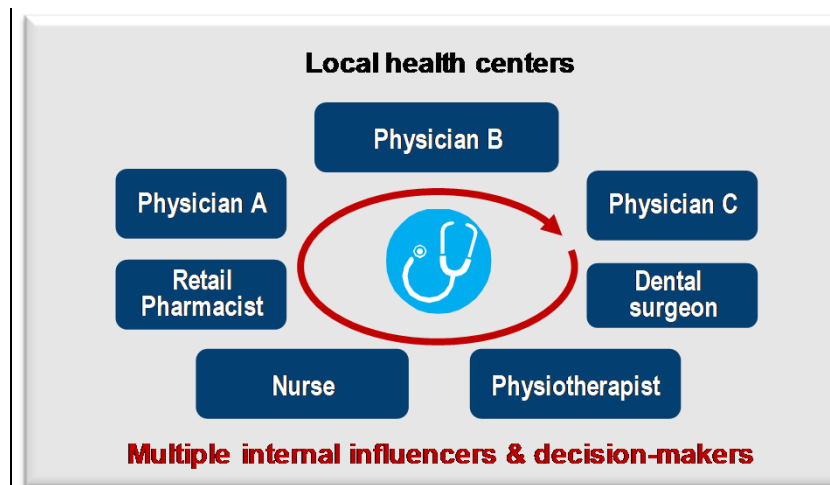 Local health centers
Physician B
Physician A
Physician C
Retail
Pharmacist
Dental
surgeon
Nurse
Physiotherapist
Multiple internal influencers & decision-makers